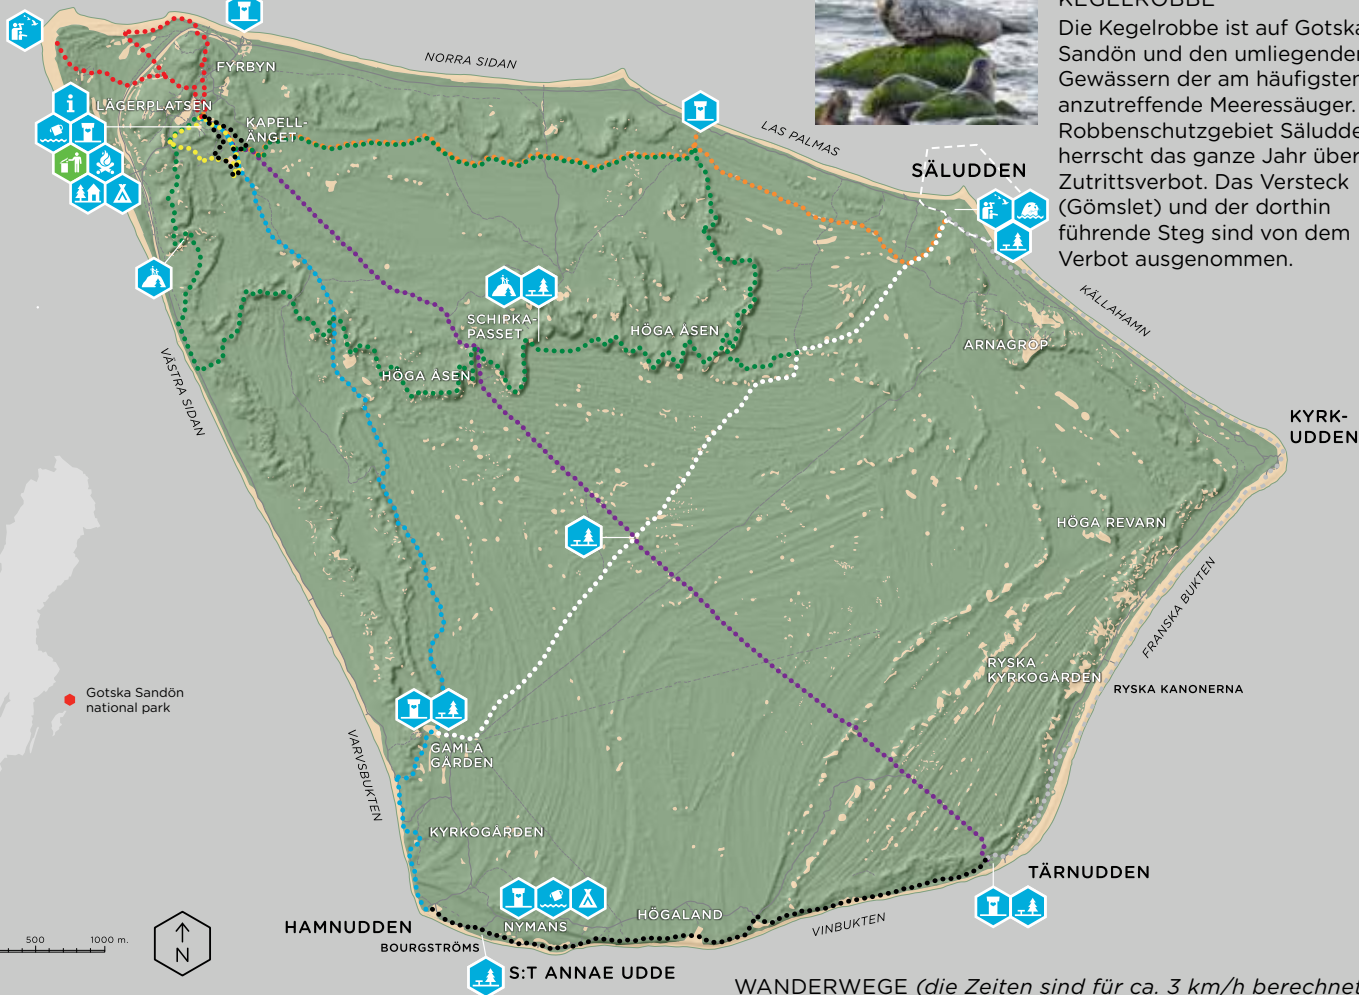 KEGELROBBE
Die Kegelrobbe ist auf Gotska
Sandön und den umliegenden
Gewässern der am häufigsten
anzutreffende Meeressäuger.
Robbenschutzgebiet Säludde
herrscht das ganze Jahr über
Zutrittsverbot. Das Versteck
(Gömslet) und der dorthin
führende Steg sind von dem
Verbot ausgenommen.
NORRA SIDAN
FYRBYN
LÄGERPLATSEN
KAPELL-
ÄNGET
LAS PALMAS
SÄLUDDEN
KÄLLAHAMN
SCHIPKA-
PASSET
HÖGA ÅSEN
ARNAGROP
VÄSTRA SIDAN
HÖGA ÅSEN
KYRK-
UDDEN
HÖGA REVARN
FRANSKA BUKTEN
RYSKA
KYRKOGÅRDEN
RYSKA KANONERNA
Gotska Sandön
national park
VARVSBUKTEN
GAMLA
GÅRDEN
KYRKOGÅRDEN
TÄRNUDDEN
HÖGALAND
VINBUKTEN
HAMNUDDEN
NYMANS
BOURGSTRÖMS
S:T ANNAE UDDE
500
1000 m.
N
WANDERWEGE (die Zeiten sind für ca. 3 km/h berechnet